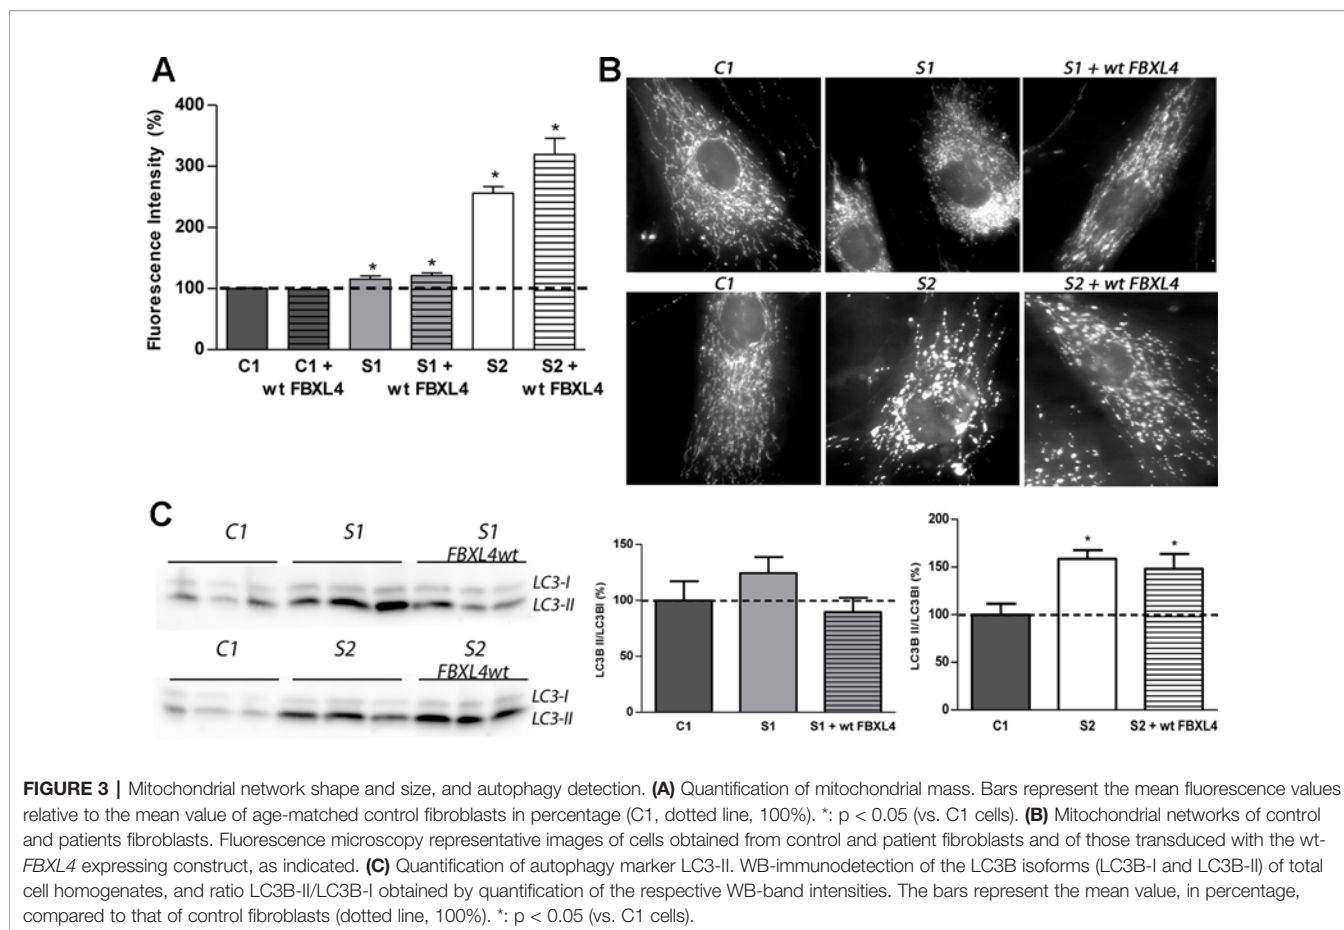 A
Fluorescence Intensity (%)
400
300
200
100
0
*
*
*
*
C1
C1 +
wt FBXL4
S1
S1 +
wt FBXL4
S2
S2 +
wt FBXL4
B
C1
S1
S1 + wt FBXL4
C1
S2
S2 + wt FBXL4
C
C1
S1
S1
FBXL4wt
LC3-I
LC3-II
C1
S2
S2
FBXL4wt
LC3-I
LC3-II
LC3B II/LC3BI (%)
150
100
50
0
C1
S1
S1 + wt FBXL4
LC3B II/LC3BI (%)
200
150
100
50
0
*
*
C1
S2
S2 + wt FBXL4
FIGURE 3 | Mitochondrial network shape and size, and autophagy detection. (A) Quantification of mitochondrial mass. Bars represent the mean fluorescence values
relative to the mean value of age-matched control fibroblasts in percentage (C1, dotted line, 100%). *: p < 0.05 (vs. C1 cells). (B) Mitochondrial networks of control
and patients fibroblasts. Fluorescence microscopy representative images of cells obtained from control and patient fibroblasts and of those transduced with the wt-
FBXL4 expressing construct, as indicated. (C) Quantification of autophagy marker LC3-II. WB-immunodetection of the LC3B isoforms (LC3B-I and LC3B-II) of total
cell homogenates, and ratio LC3B-II/LC3B-I obtained by quantification of the respective WB-band intensities. The bars represent the mean value, in percentage,
compared to that of control fibroblasts (dotted line, 100%). *: p < 0.05 (vs. C1 cells).